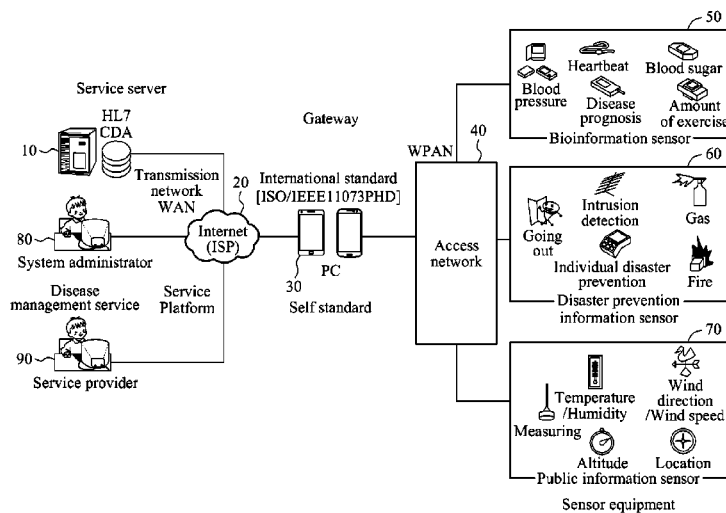 Service server
HL7
CDA
10
Transmission
network
WAN
80
System administrator
Disease
management service
90
Service provider
Service
Platform
20
Internet
(ISP)
Gateway
International standard
[ISO/IEEE11073PHD]
PC
30
Self standard
WPAN
40
Access
network
50
Blood
pressure
Heartbeat
Blood sugar
Disease
prognosis
Amount
of exercise
Bioinformation sensor
60
Going
out
Intrusion
detection
Gas
Individual disaster
prevention
Fire
Disaster prevention
information sensor
70
Measuring
Temperature
/Humidity
Wind
direction
/Wind speed
Altitude
Location
Public information sensor
Sensor equipment